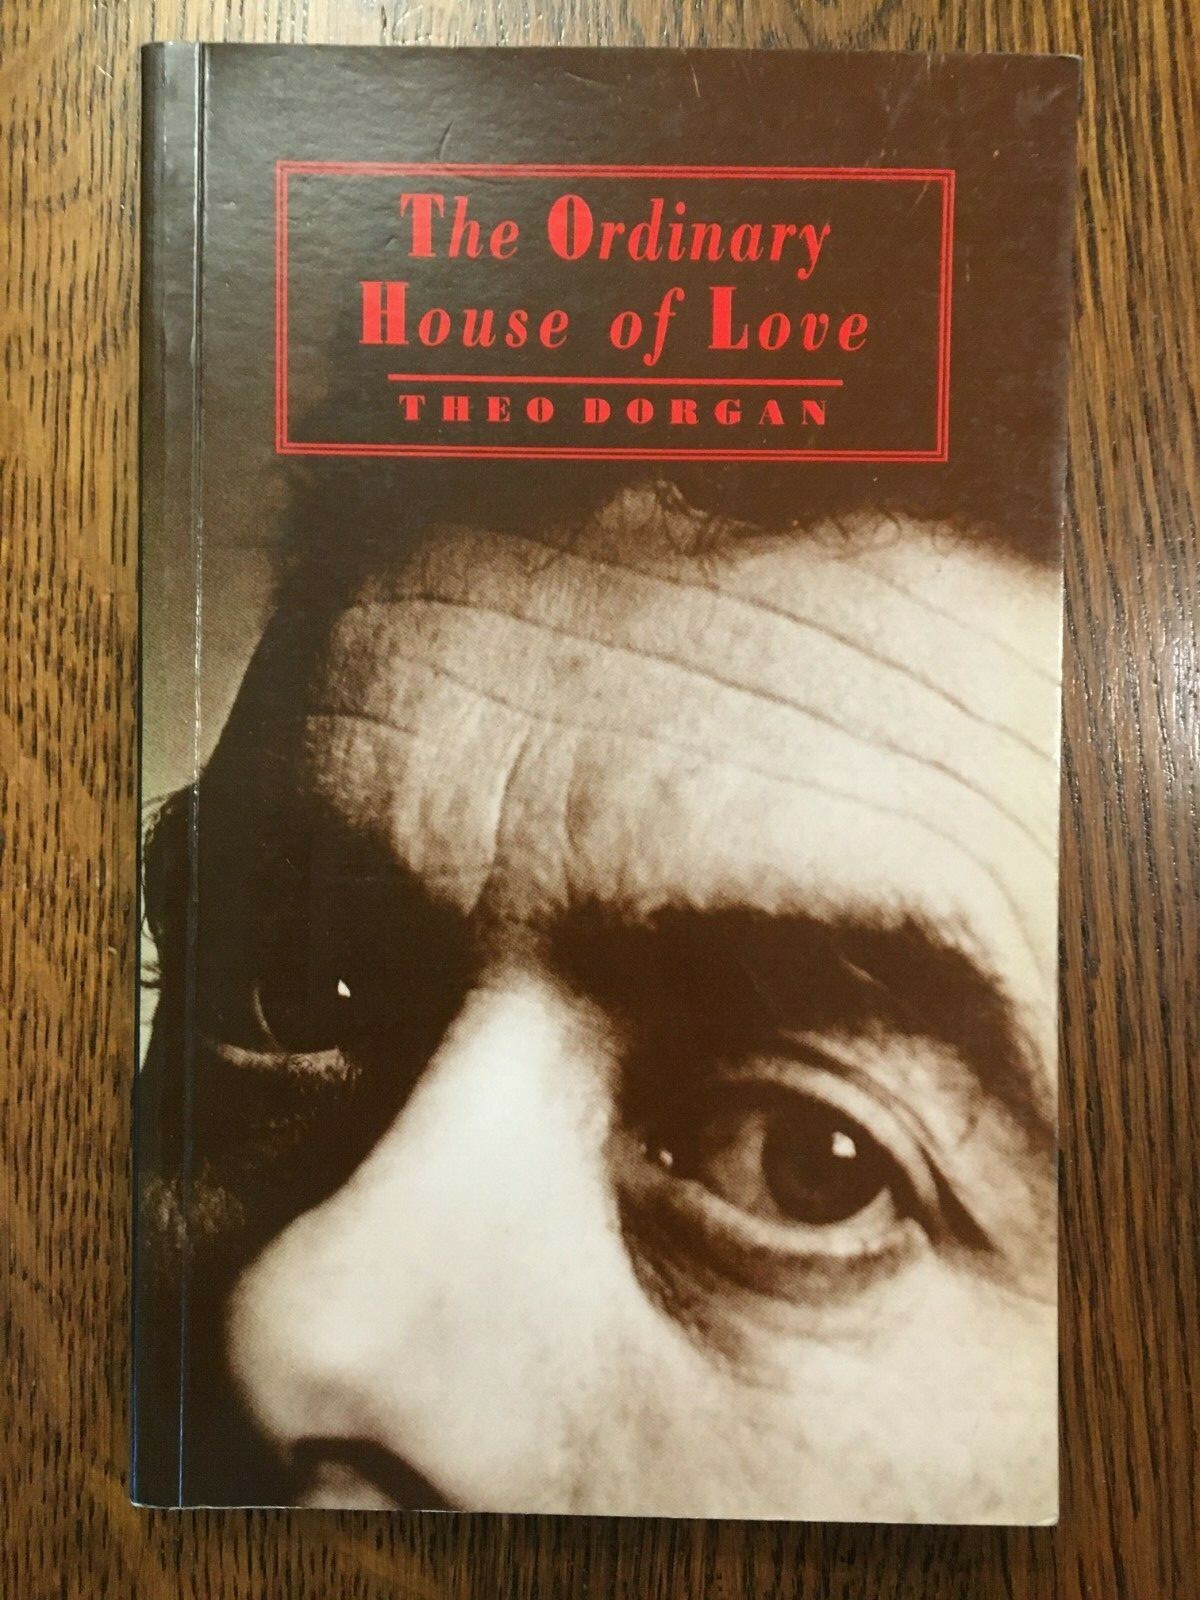 The Ordinary
House of Love
THEO DORGAN